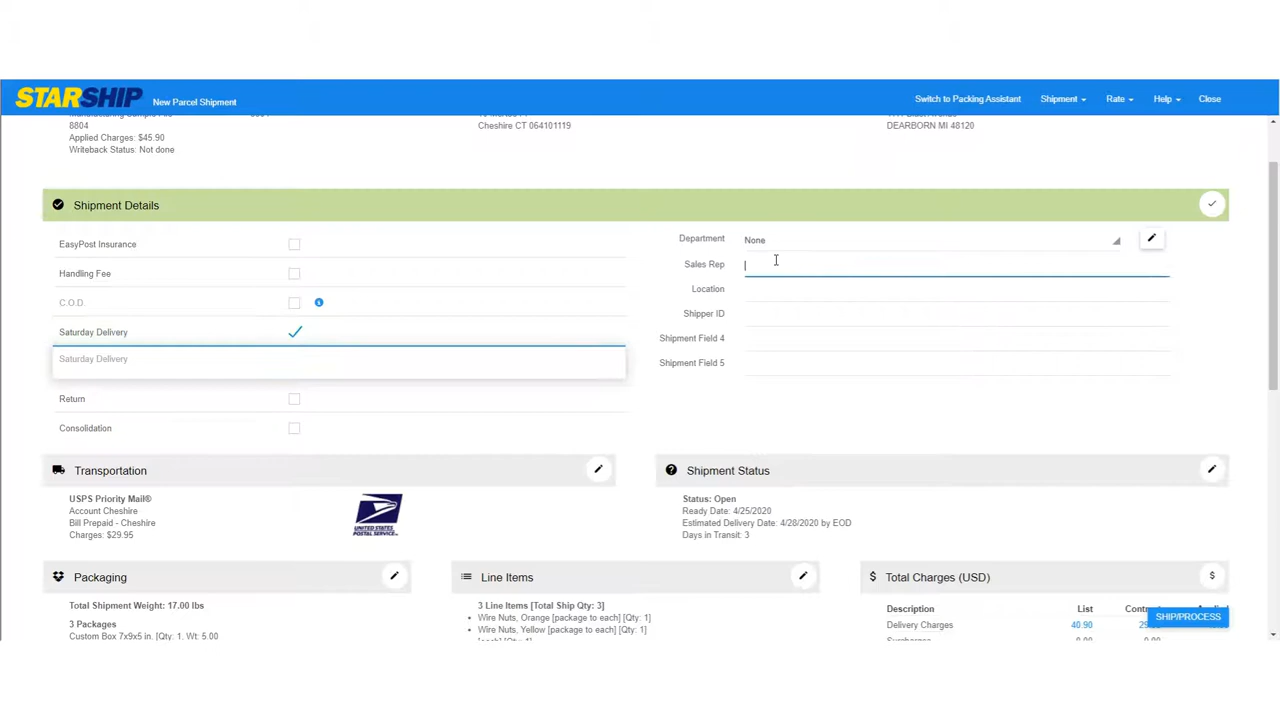 STARSHIP New Parcel Shipment Switch to Packing Assistant Shipment Rate Help Close
8804
Applied Charges: $45.90
Writeback Status: Not done
Cheshire CT 064101119
DEARBORN MI 48120
Shipment Details
EasyPost Insurance
Handling Fee
C.O.D.
Saturday Delivery
Saturday Delivery
Return
Consolidation
Department None
Sales Rep
Location
Shipper ID
Shipment Field 4
Shipment Field 5
Transportation
USPS Priority Mail®
Account Cheshire
Bill Prepaid - Cheshire
Charges: $29.95
UNITED STATES
POSTAL SERVICE
Shipment Status
Status: Open
Ready Date: 4/25/2020
Estimated Delivery Date: 4/28/2020 by EOD
Days in Transit: 3
Packaging
Total Shipment Weight: 17.00 lbs
3 Packages
Custom Box 7x9x5 in. [Qty: 1, Wt: 5.00
Line Items
3 Line Items [Total Ship Qty: 3]
Wire Nuts, Orange [package to each] [Qty: 1]
Wire Nuts, Yellow [package to each] [Qty: 1]
Total Charges (USD)
Description List
Delivery Charges 40.90
SHIP/PROCESS